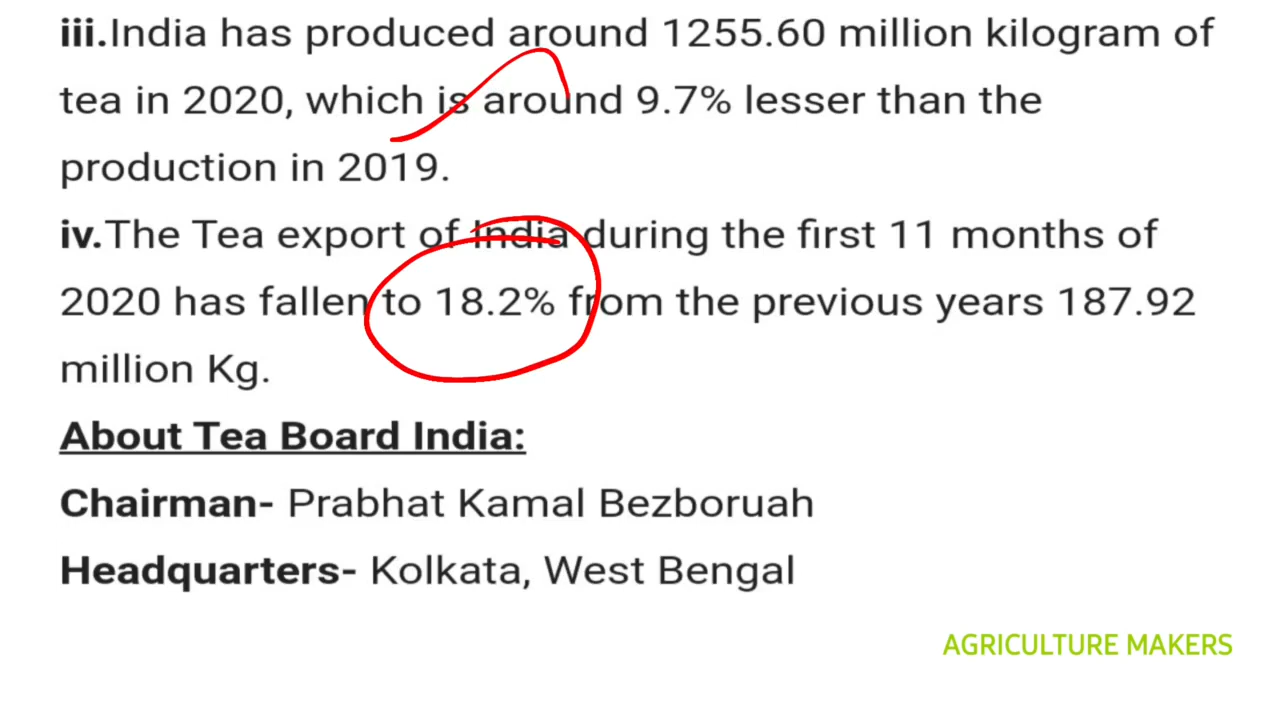 iii.India has produced around 1255.60 million kilogram of
tea in 2020, which is around 9.7% lesser than the
production in 2019.
iv.The Tea export of India during the first 11 months of
2020 has fallen to 18.2% from the previous years 187.92
million Kg.
About Tea Board India:
Chairman- Prabhat Kamal Bezboruah
Headquarters- Kolkata, West Bengal
AGRICULTURE MAKERS